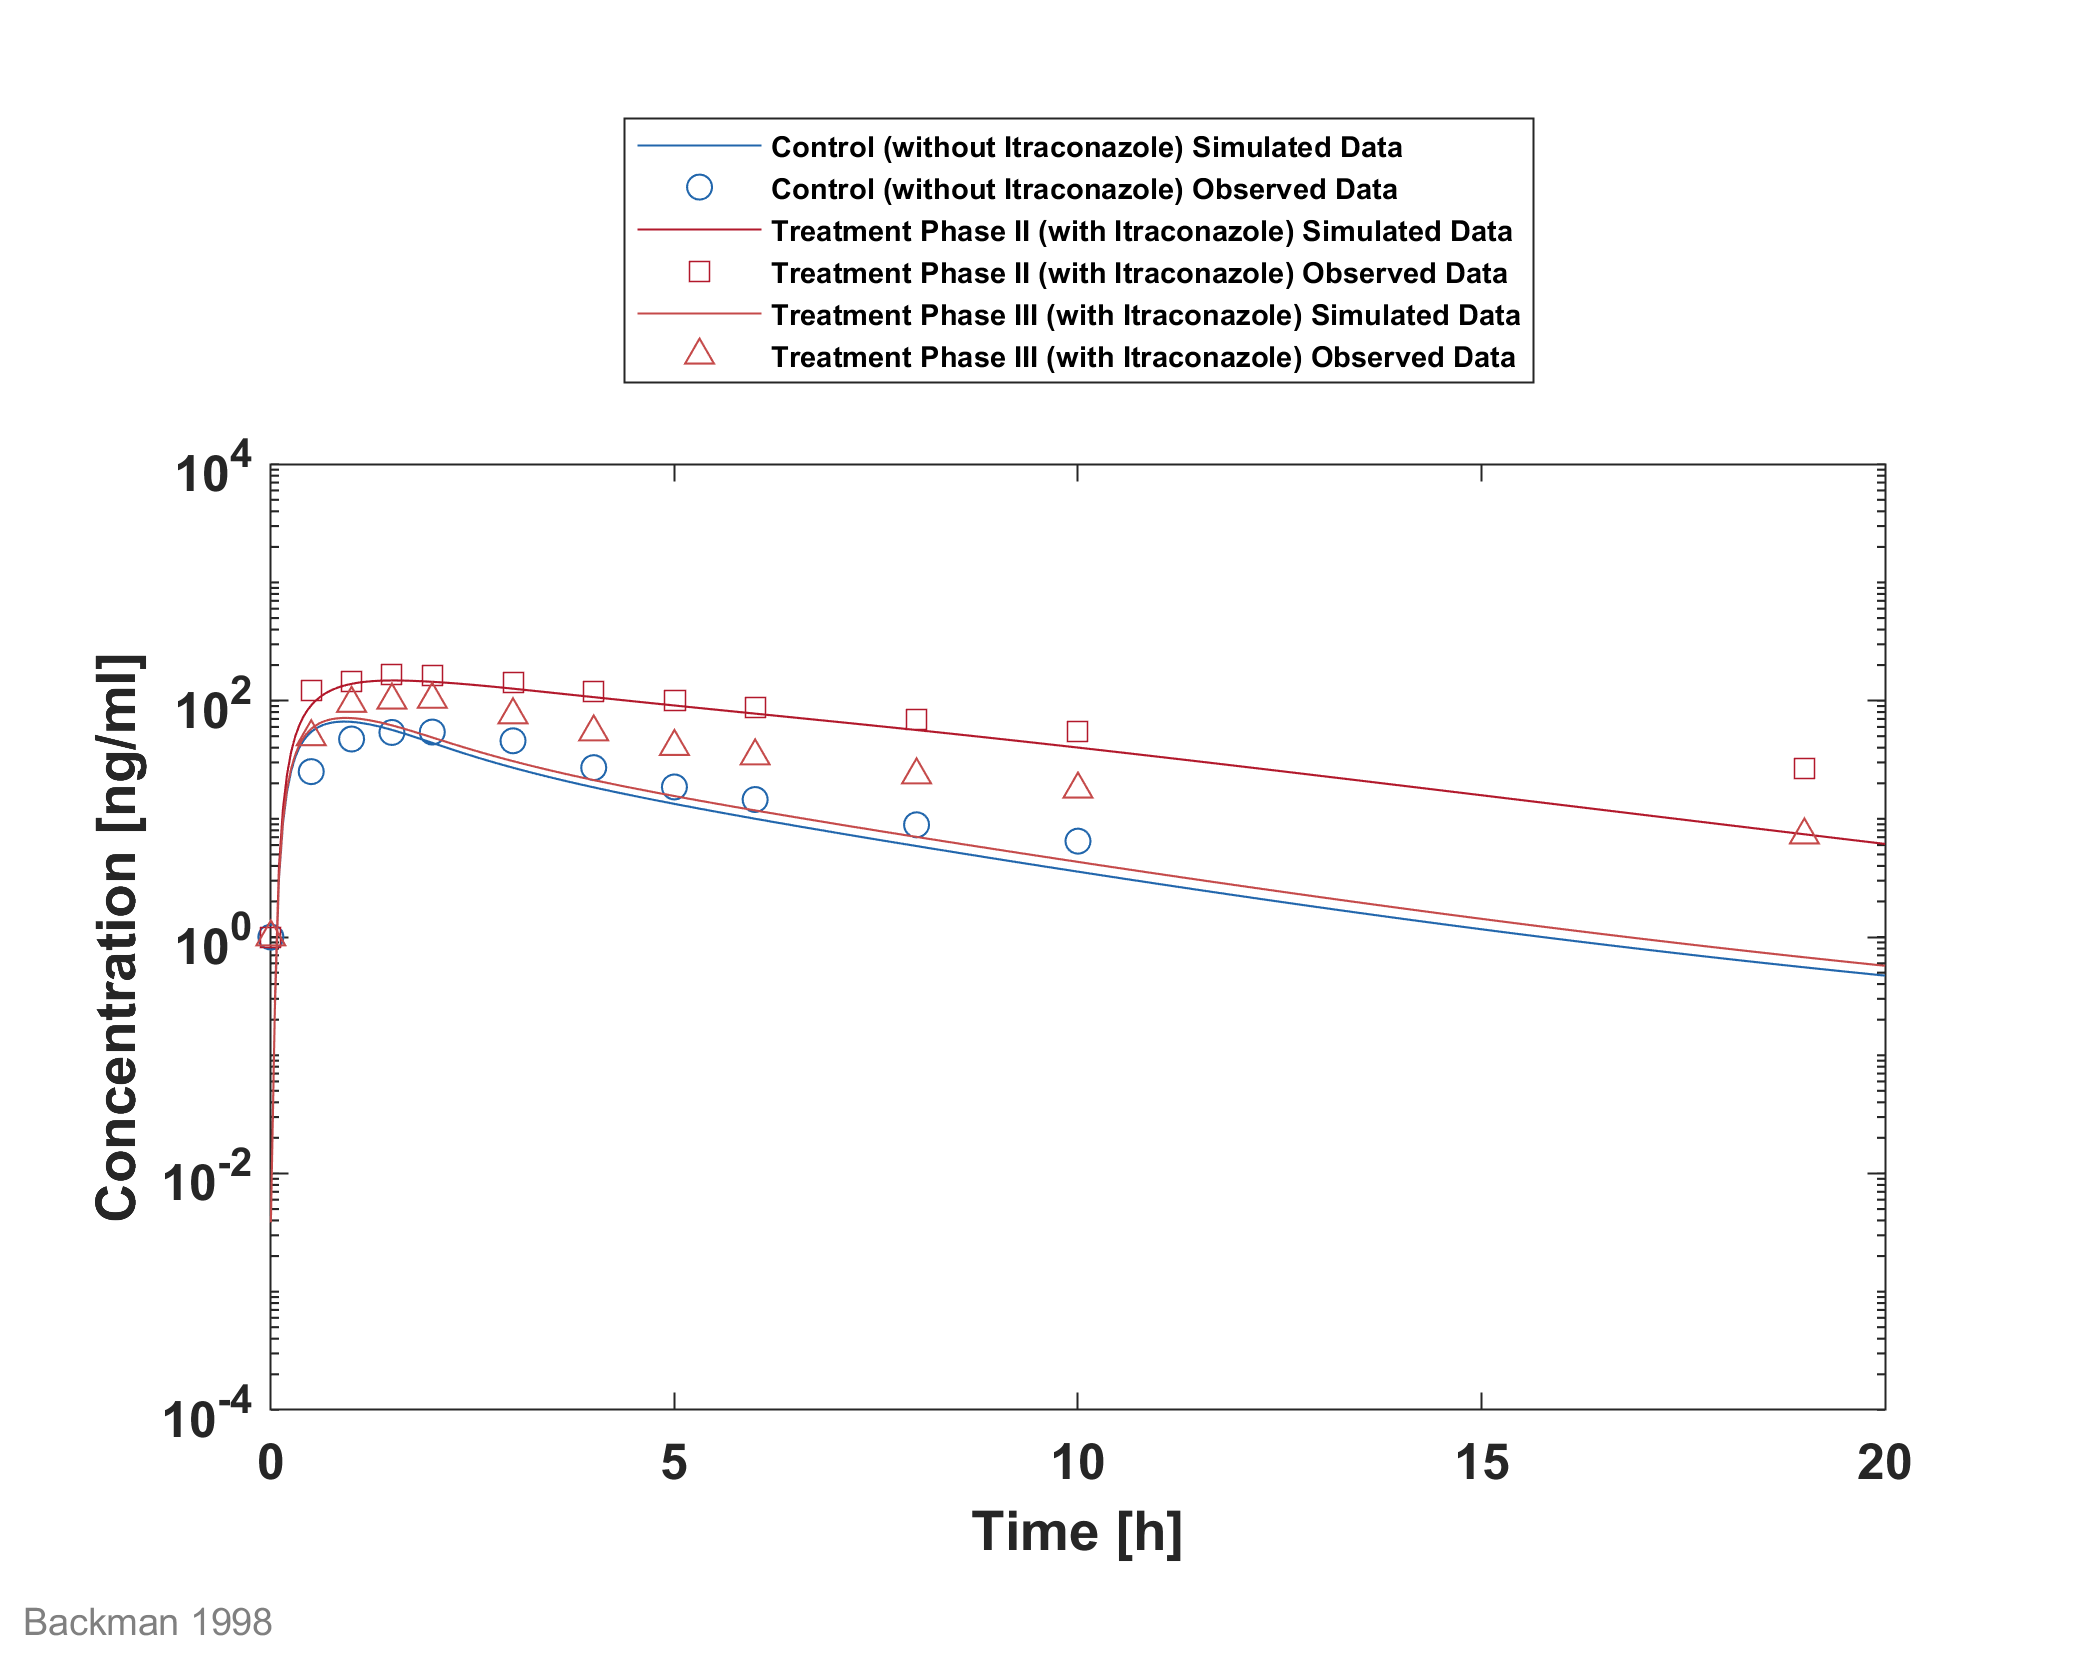 Control (without Itraconazole) Simulated Data
Control (without Itraconazole) Observed Data
Treatment Phase II (with Itraconazole) Simulated Data
Treatment Phase II (with Itraconazole) Observed Data
Treatment Phase III (with Itraconazole) Simulated Data
Treatment Phase III (with Itraconazole) Observed Data
10^4
10^2
10^0
10^-2
10^-4
Concentration [ng/ml]
0 5 10 15 20
Time [h]
Backman 1998